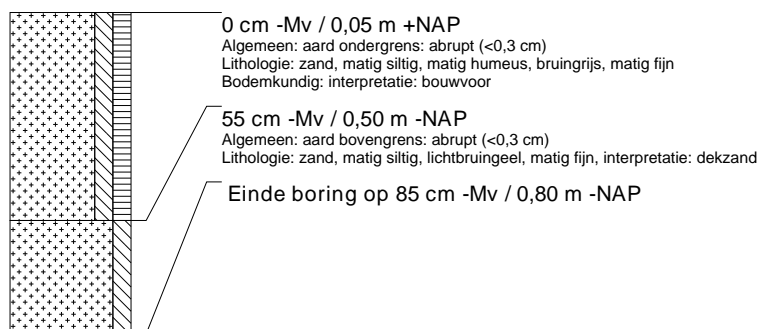 0 cm -Mv / 0,05 m +NAP
Algemeen: aard ondergrens: abrupt (<0,3 cm)
Lithologie: zand, matig siltig, matig humeus, bruingrijs, matig fijn
Bodemkundig: interpretatie: bouwvoor
55 cm -Mv / 0,50 m -NAP
Algemeen: aard bovengrens: abrupt (<0,3 cm)
Lithologie: zand, matig siltig, lichtbruingeel, matig fijn, interpretatie: dekzand
Einde boring op 85 cm -Mv / 0,80 m -NAP